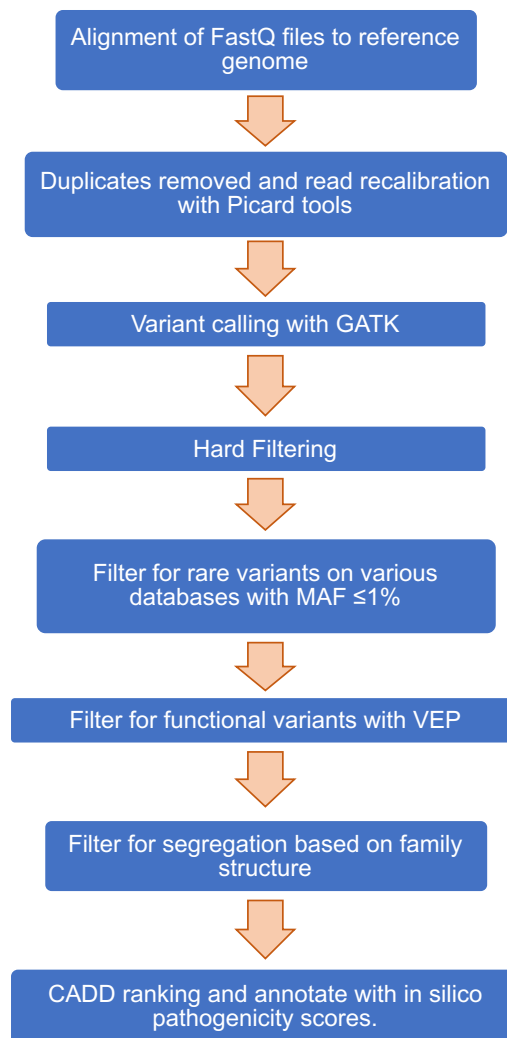 Alignment of FastQ files to reference
genome
Duplicates removed and read recalibration
with Picard tools
Variant calling with GATK
Hard Filtering
Filter for rare variants on various
databases with MAF ≤1%
Filter for functional variants with VEP
Filter for segregation based on family
structure
CADD ranking and annotate with in silico
pathogenicity scores.